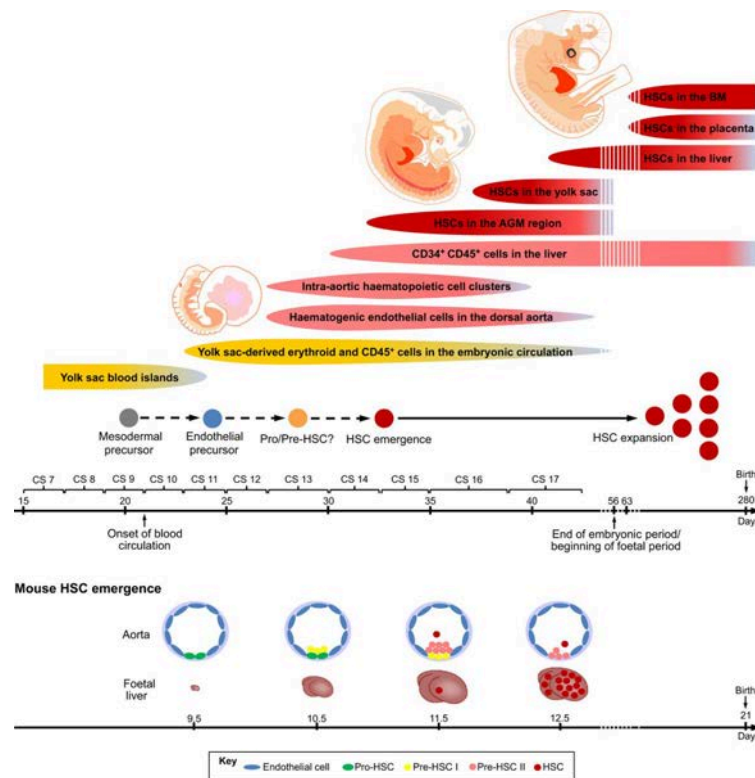 HSCs in the BM
HSCs in the placenta
HSCs in the liver
HSCs in the yolk sac
HSCs in the AGM region
CD34⁺ CD45⁺ cells in the liver
Intra-aortic haematopoietic cell clusters
Haematogenic endothelial cells in the dorsal aorta
Yolk sac-derived erythroid and CD45⁺ cells in the embryonic circulation
Yolk sac blood islands
Mesodermal
precursor
Endothelial
precursor
Pro/Pre-HSC?
HSC emergence
HSC expansion
CS 7 CS 8 CS 9 CS 10 CS 11 CS 12 CS 13 CS 14 CS 15 CS 16 CS 17
Birth
15 20 25 30 35 40 56 63 280
Day
Onset of blood
circulation
End of embryonic period/
beginning of foetal period
Mouse HSC emergence
Aorta
Foetal
liver
Birth
9,5 10,5 11,5 12,5 21
Day
Key Endothelial cell Pro-HSC Pre-HSC I Pre-HSC II HSC